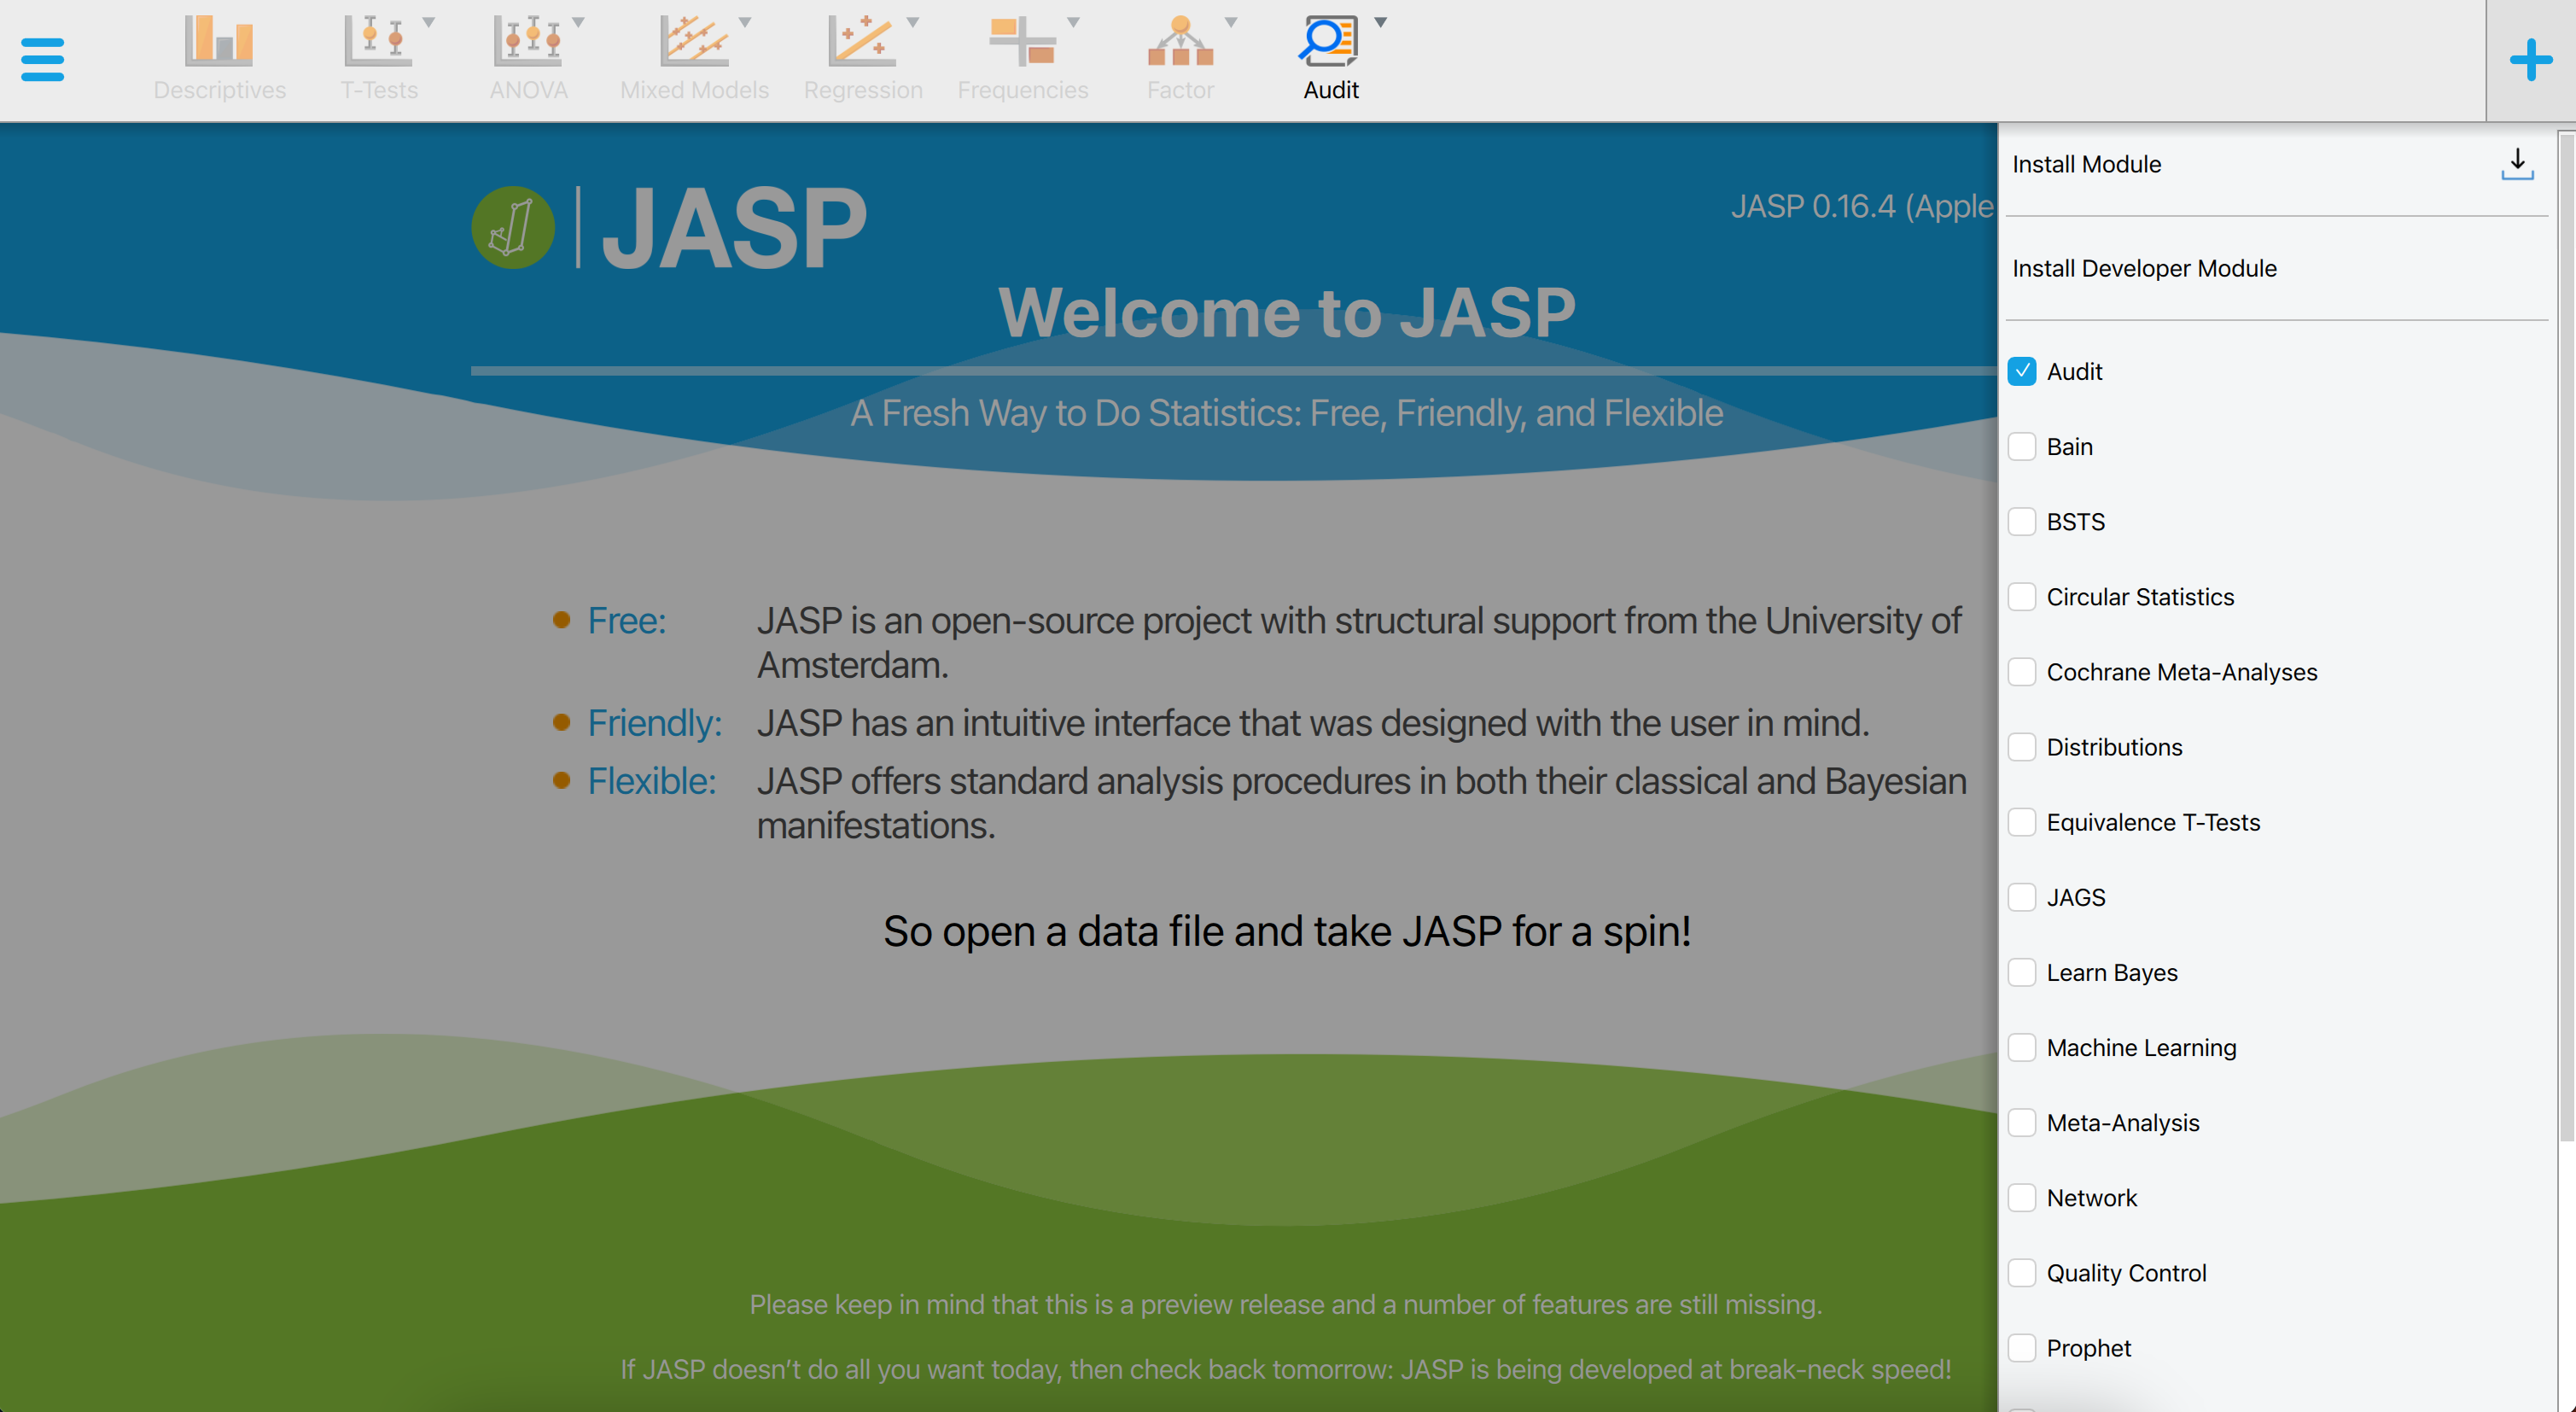 Descriptives
T-Tests
ANOVA
Mixed Models
Regression
Frequencies
Factor
Audit
JASP
JASP 0.16.4 (Apple
Welcome to JASP
A Fresh Way to Do Statistics: Free, Friendly, and Flexible
Free: JASP is an open-source project with structural support from the University of
Amsterdam.
Friendly: JASP has an intuitive interface that was designed with the user in mind.
Flexible: JASP offers standard analysis procedures in both their classical and Bayesian
manifestations.
So open a data file and take JASP for a spin!
Please keep in mind that this is a preview release and a number of features are still missing.
If JASP doesn't do all you want today, then check back tomorrow: JASP is being developed at break-neck speed!
Install Module
Install Developer Module
Audit
Bain
BSTS
Circular Statistics
Cochrane Meta-Analyses
Distributions
Equivalence T-Tests
JAGS
Learn Bayes
Machine Learning
Meta-Analysis
Network
Quality Control
Prophet